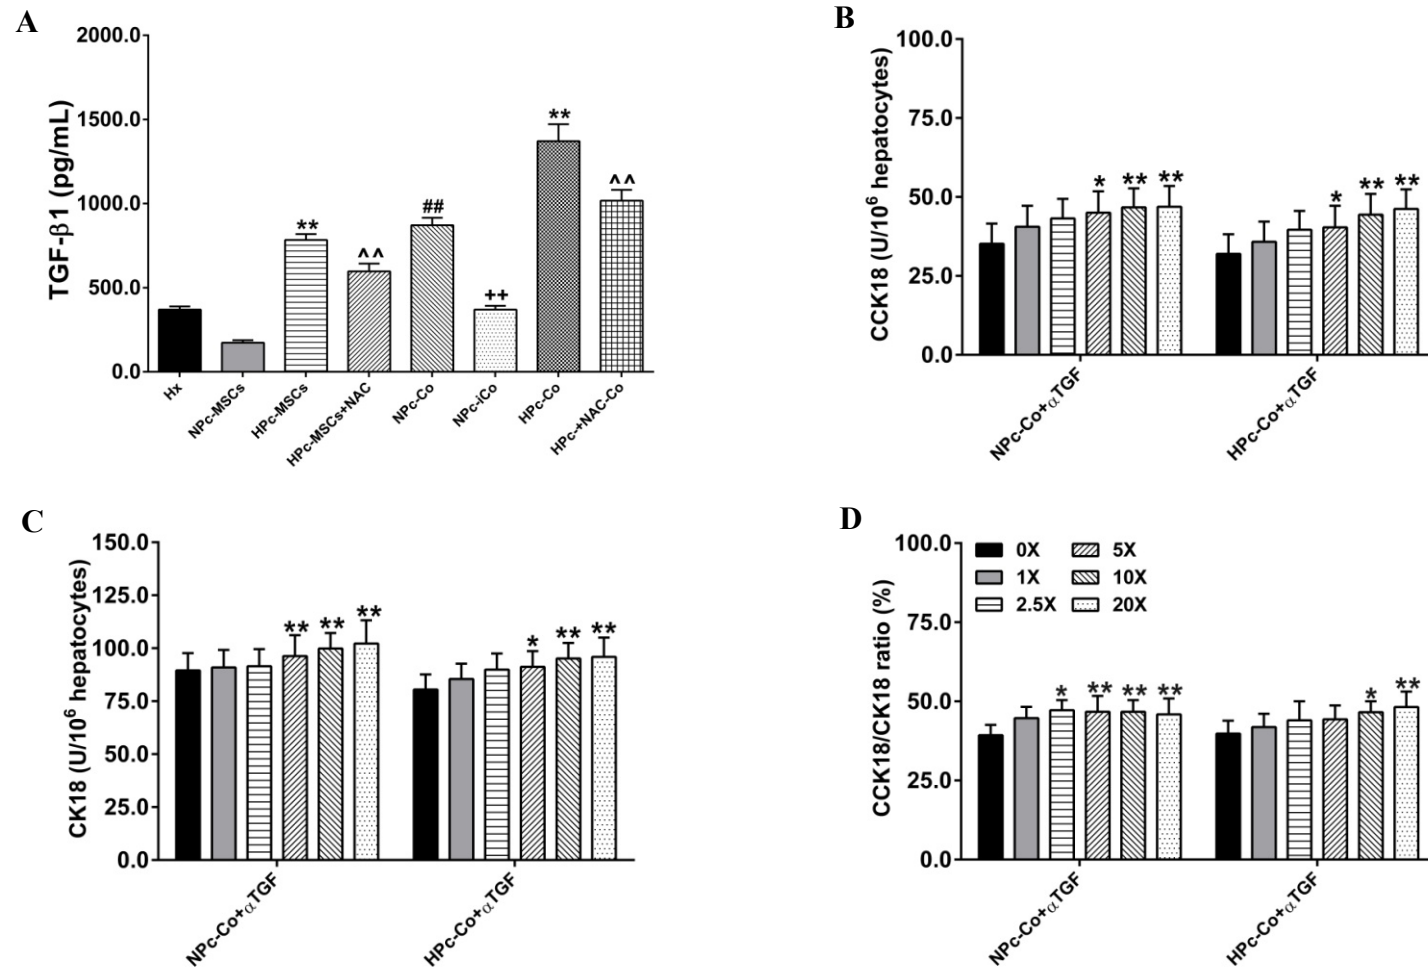 A
TGF-β1 (pg/mL)
2000.0
1500.0
1000.0
500.0
0.0
**
^^
##
++
**
^^
Hx
NPc-MSCs
HPc-MSCs
HPc-MSCs+NAC
NPc-Co
NPc-iCo
HPc-Co
HPc-+NAC-Co
B
CCK18 (U/10⁶ hepatocytes)
100.0
75.0
50.0
25.0
0.0
* ** **
* ** **
NPc-Co+αTGF
HPc-Co+αTGF
C
CK18 (U/10⁶ hepatocytes)
150.0
125.0
100.0
75.0
50.0
25.0
0.0
** ** **
* ** **
NPc-Co+αTGF
HPc-Co+αTGF
D
CCK18/CK18 ratio (%)
100.0
75.0
50.0
25.0
0.0
0X
1X
2.5X
5X
10X
20X
* ** ** **
* **
NPc-Co+αTGF
HPc-Co+αTGF